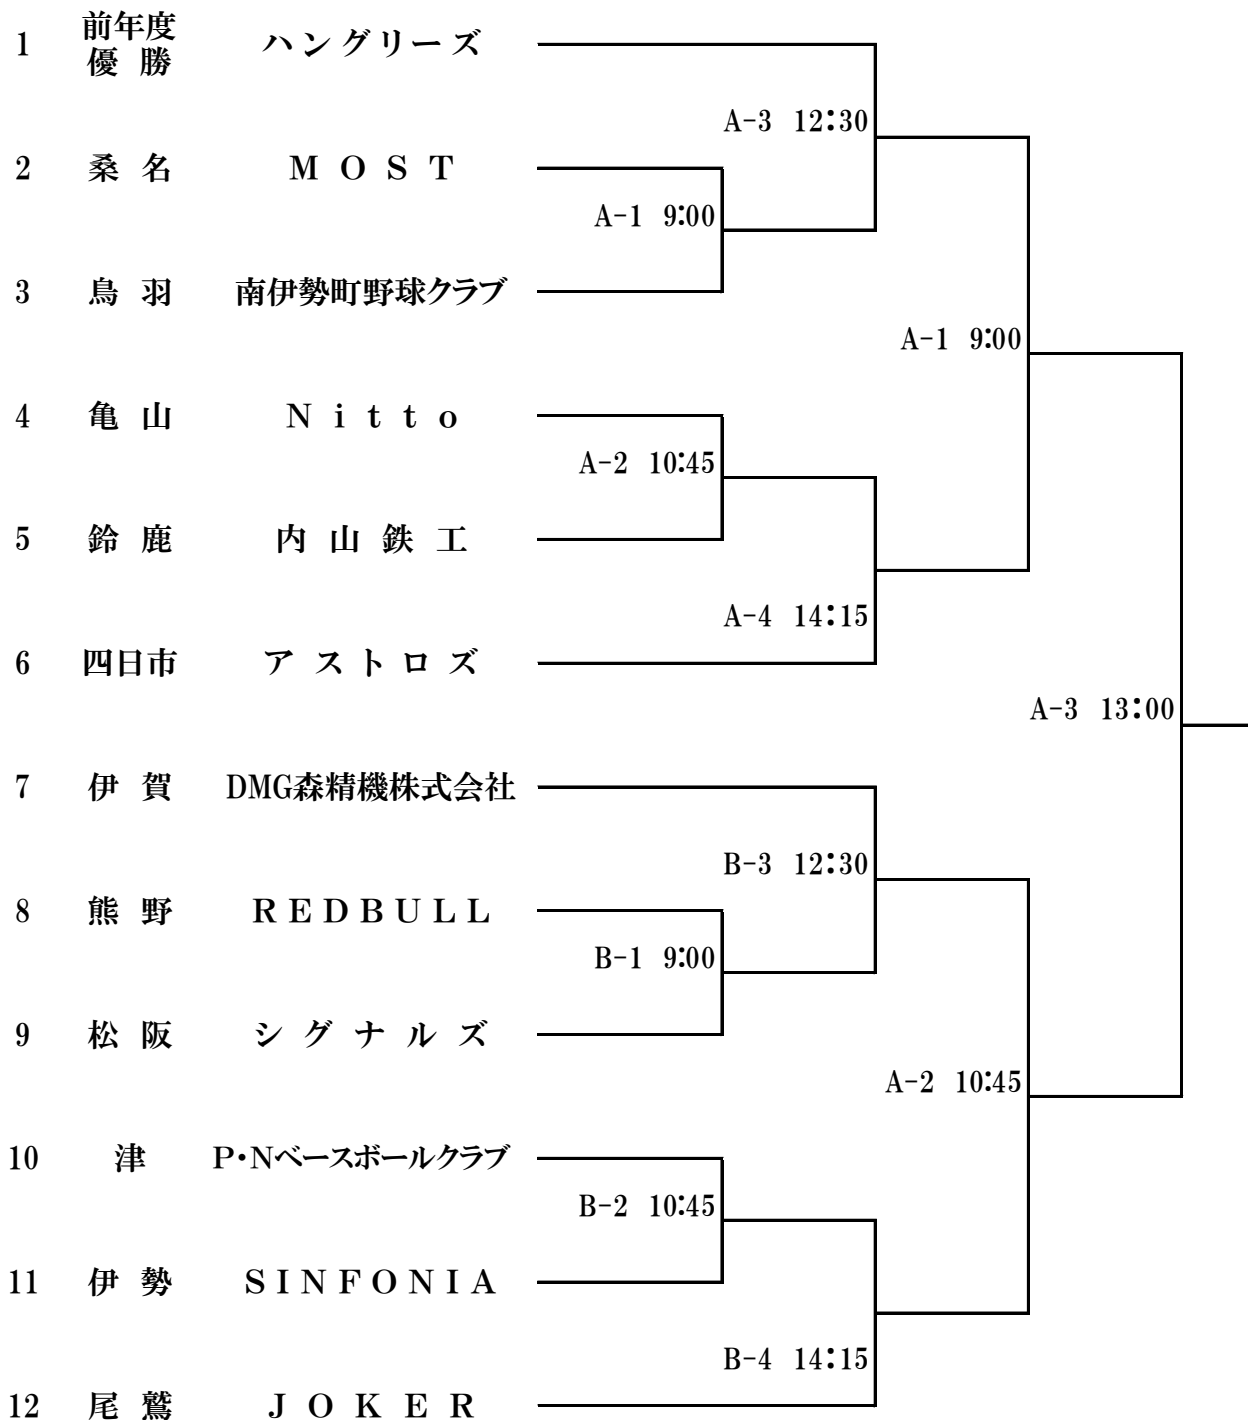 1 前年度優勝 ハングリーズ
A-3 12:30
2 桑名 MOST
A-1 9:00
3 鳥羽 南伊勢町野球クラブ
A-1 9:00
4 亀山 Nitto
A-2 10:45
5 鈴鹿 内山鉄工
A-4 14:15
6 四日市 アストロズ
A-3 13:00
7 伊賀 DMG森精機株式会社
B-3 12:30
8 熊野 REDBULL
B-1 9:00
9 松阪 シグナルズ
A-2 10:45
10 津 P・Nベースボールクラブ
B-2 10:45
11 伊勢 SINFONIA
B-4 14:15
12 尾鷲 JOKER